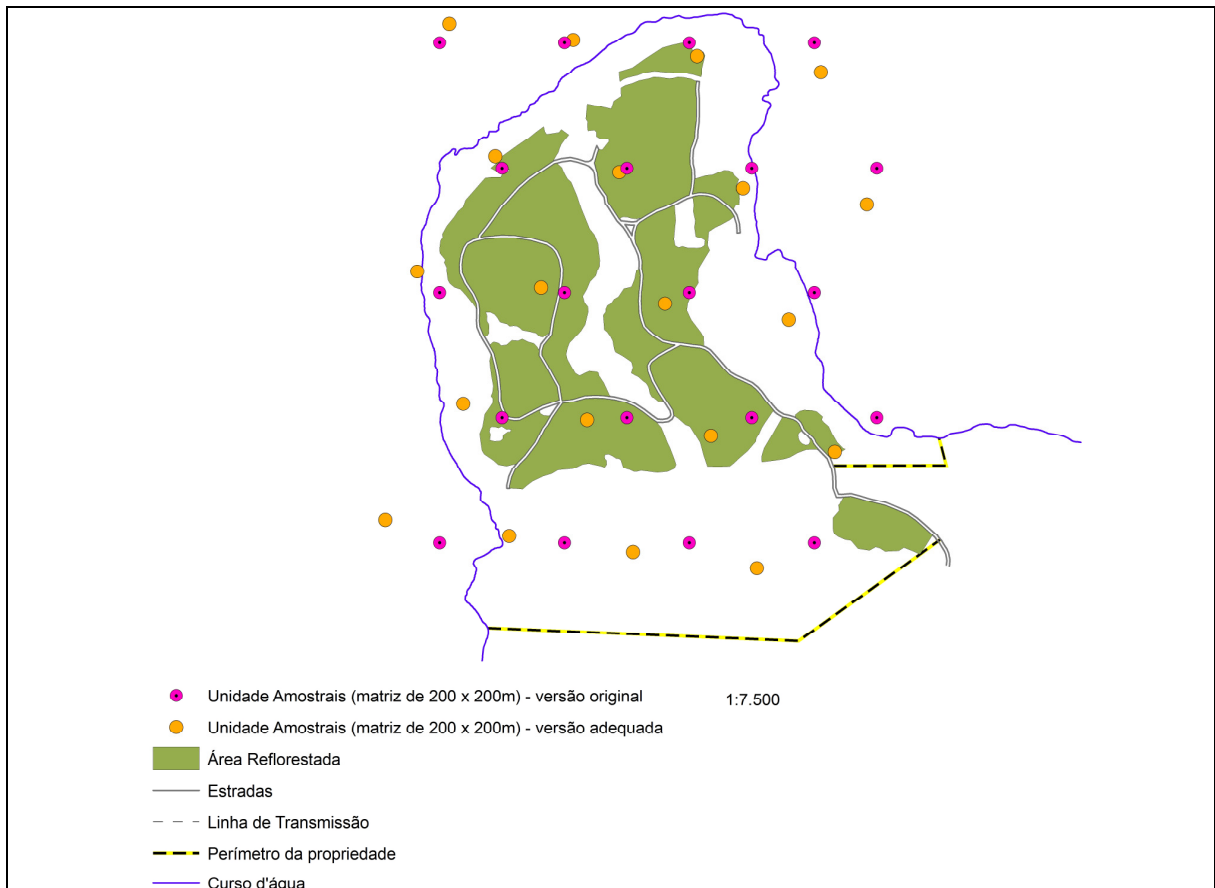 Unidade Amostrais (matriz de 200 x 200m) - versão original 1:7.500
Unidade Amostrais (matriz de 200 x 200m) - versão adequada
Área Reflorestada
Estradas
Linha de Transmissão
Perímetro da propriedade
Curso d'água